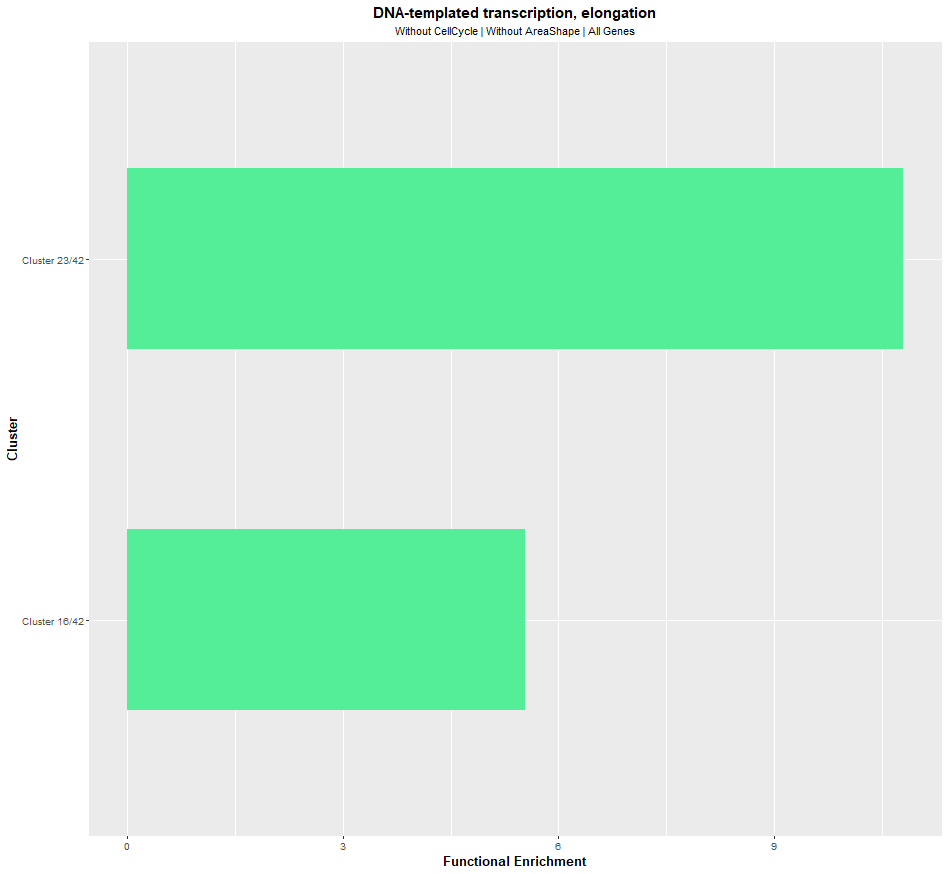 DNA-templated transcription, elongation
Without CellCycle | Without AreaShape | All Genes
Cluster 23/42
Cluster
Cluster 16/42
0 3 6 9
Functional Enrichment